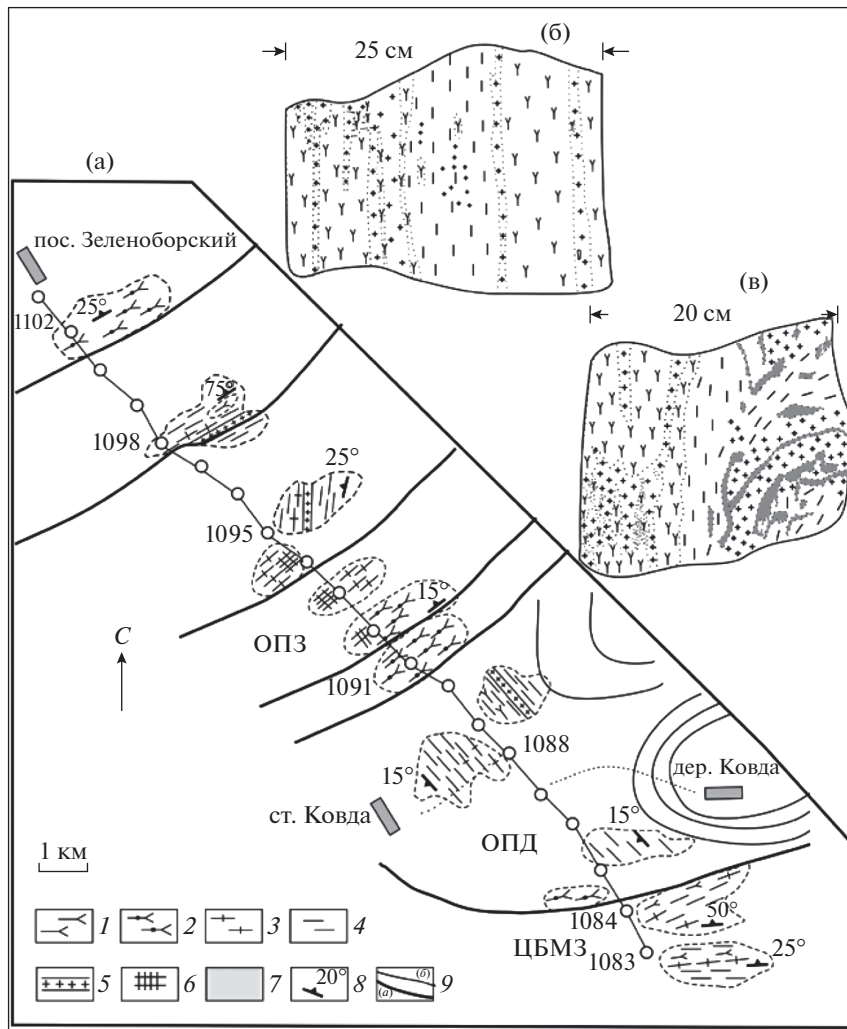 (б)
25 см
(а)
пос. Зеленоборский
(в)
20 см
25°
1102
75°
1098
25°
1095
15°
С
ОПЗ
1091
1088
15°
дер. Ковда
ст. Ковда
15°
ОПД
1 км
1084
50°
ЦБМЗ
1083
25°
1 2 3 4
5 6 7 20° 8 (а) (б) 9